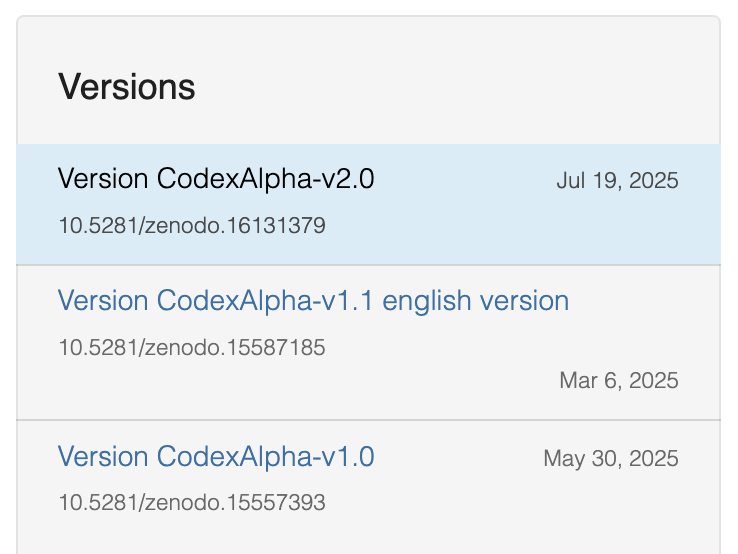 Versions
Version CodexAlpha-v2.0 Jul 19, 2025
10.5281/zenodo.16131379
Version CodexAlpha-v1.1 english version
10.5281/zenodo.15587185
Mar 6, 2025
Version CodexAlpha-v1.0 May 30, 2025
10.5281/zenodo.15557393